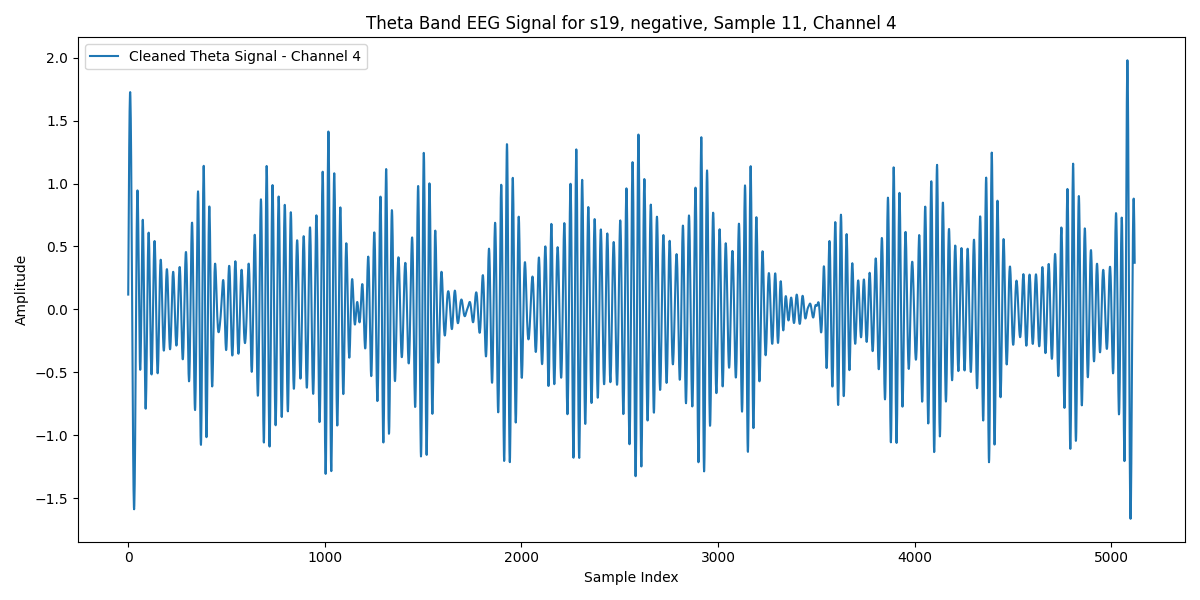 Theta Band EEG Signal for s19, negative, Sample 11, Channel 4
Cleaned Theta Signal - Channel 4
Amplitude
2.0
1.5
1.0
0.5
0.0
−0.5
−1.0
−1.5
0 1000 2000 3000 4000 5000
Sample Index